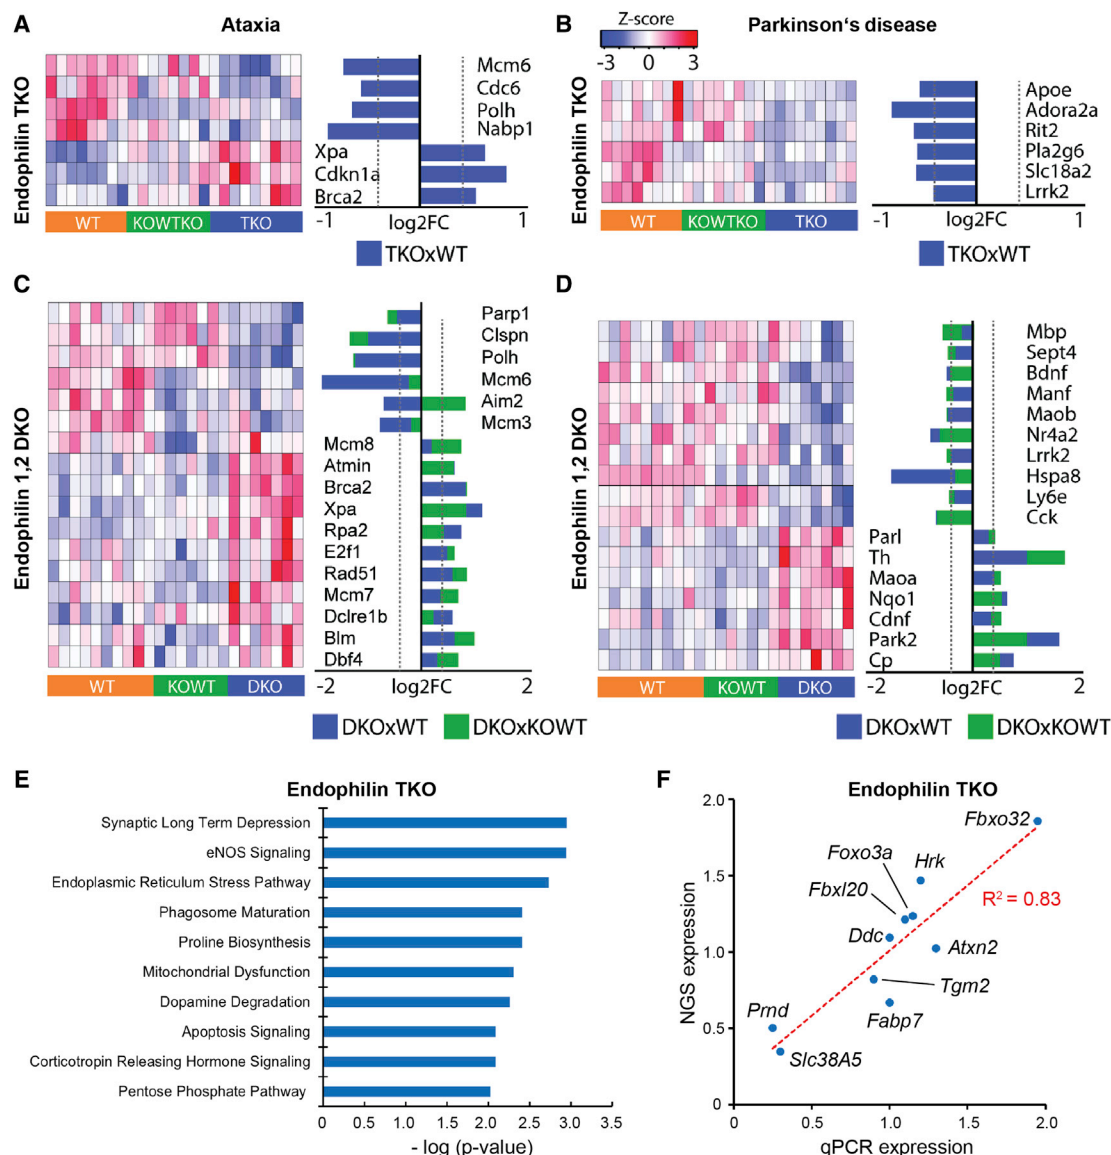 A
Ataxia
Endophilin TKO
WT
KOWTKO
TKO
Mcm6
Cdc6
Polh
Nabp1
Xpa
Cdkn1a
Brca2
-1
log2FC
1
TKOxWT
B
Parkinson‘s disease
Z-score
-3
0
3
Endophilin TKO
WT
KOWTKO
TKO
Apoe
Adora2a
Rit2
Pla2g6
Slc18a2
Lrrk2
-1
log2FC
1
TKOxWT
C
Endophilin 1,2 DKO
WT
KOWT
DKO
Parp1
Clspn
Polh
Mcm6
Aim2
Mcm3
Mcm8
Atmin
Brca2
Xpa
Rpa2
E2f1
Rad51
Mcm7
Dclre1b
Blm
Dbf4
-2
log2FC
2
DKOxWT
DKOxKOWT
D
Endophilin 1,2 DKO
WT
KOWT
DKO
Mbp
Sept4
Bdnf
Manf
Maob
Nr4a2
Lrrk2
Hspa8
Ly6e
Cck
Parl
Th
Maoa
Nqo1
Cdnf
Park2
Cp
-2
log2FC
2
DKOxWT
DKOxKOWT
E
Endophilin TKO
Synaptic Long Term Depression
eNOS Signaling
Endoplasmic Reticulum Stress Pathway
Phagosome Maturation
Proline Biosynthesis
Mitochondrial Dysfunction
Dopamine Degradation
Apoptosis Signaling
Corticotropin Releasing Hormone Signaling
Pentose Phosphate Pathway
0 0.5 1.0 1.5 2.0 2.5 3.0 3.5
- log (p-value)
F
Endophilin TKO
NGS expression
2.0
1.5
1.0
0.5
0
Fbxo32
Foxo3a
Hrk
Fbxl20
R² = 0.83
Ddc
Atxn2
Tgm2
Fabp7
Prnd
Slc38A5
0 0.5 1.0 1.5 2.0
qPCR expression